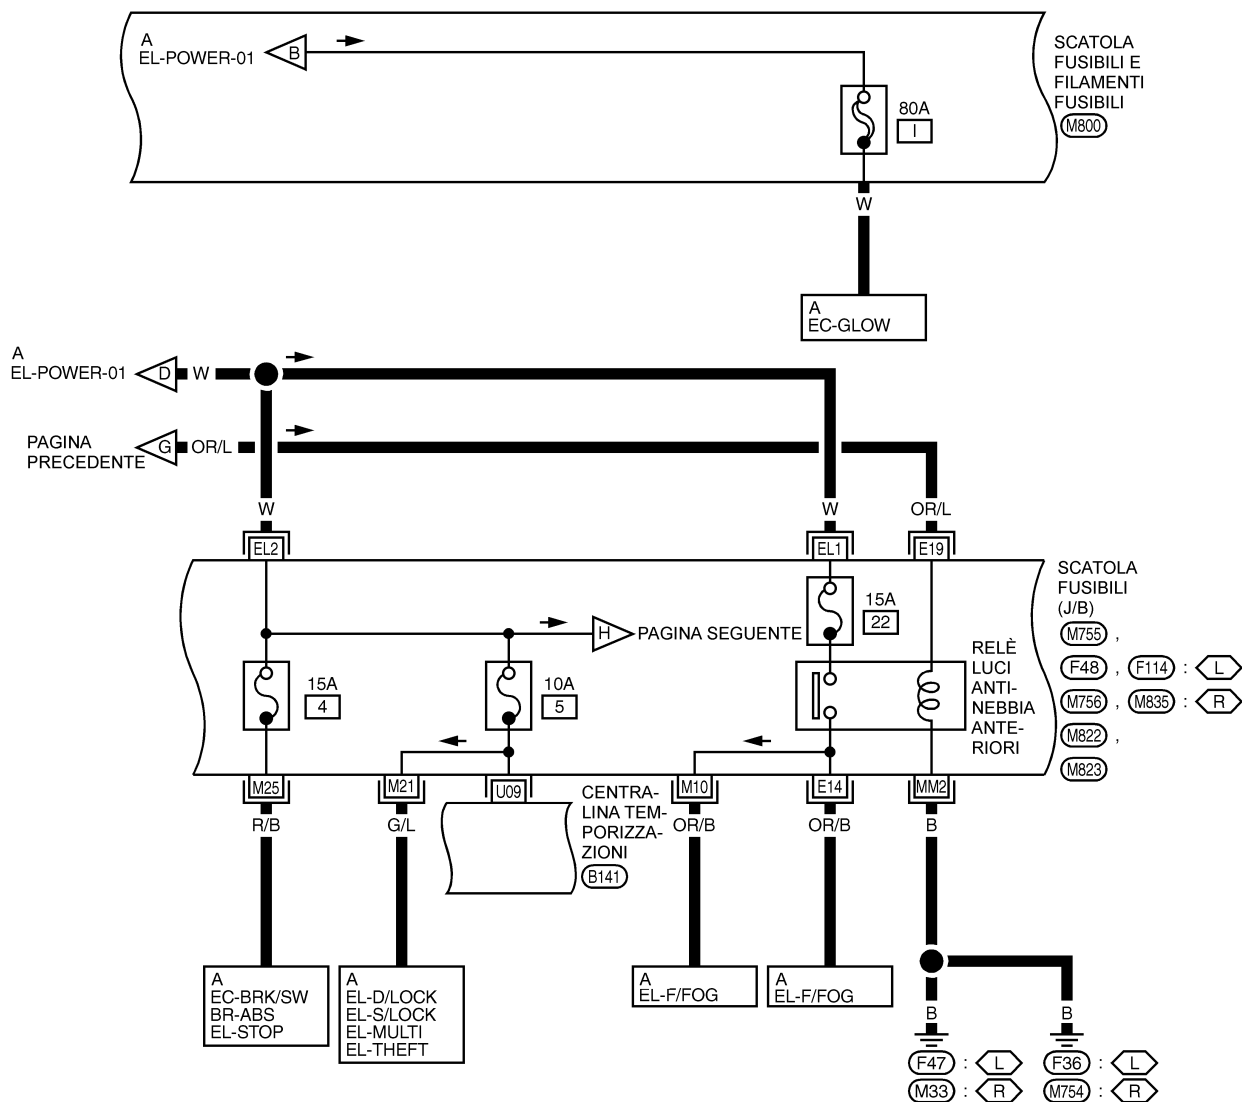 A
EL-POWER-01
B
SCATOLA
FUSIBILI E
FILAMENTI
FUSIBILI
M800
80A
I
W
A
EC-GLOW
A
EL-POWER-01
D
W
PAGINA
PRECEDENTE
G
OR/L
W
W
OR/L
EL2
EL1
E19
SCATOLA
FUSIBILI
(J/B)
M755 ,
F48 , F114 : L
M756 , M835 : R
M822 ,
M823
15A
22
H
PAGINA SEGUENTE
RELÈ
LUCI
ANTI-
NEBBIA
ANTE-
RIORI
15A
4
10A
5
M25
M21
U09
M10
E14
MM2
CENTRA-
LINA TEM-
PORIZZA-
ZIONI
B141
R/B
G/L
OR/B
OR/B
B
A
EC-BRK/SW
BR-ABS
EL-STOP
A
EL-D/LOCK
EL-S/LOCK
EL-MULTI
EL-THEFT
A
EL-F/FOG
A
EL-F/FOG
B
B
F47 : L
F36 : L
M33 : R
M754 : R